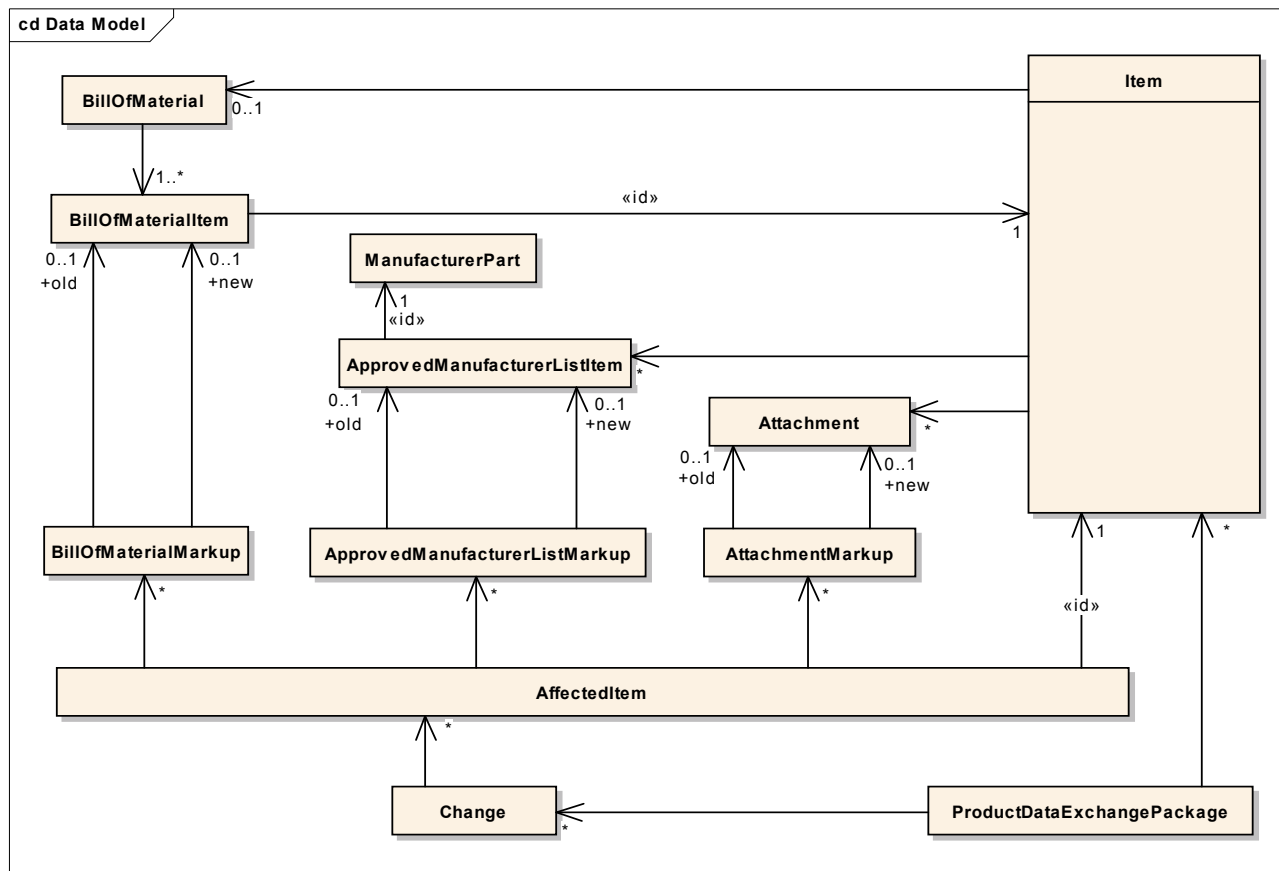 cd Data Model
Item
BillOfMaterial
0..1
1..*
BillOfMaterialItem
«id»
1
0..1
+old
0..1
+new
ManufacturerPart
1
«id»
ApprovedManufacturerListItem
*
0..1
+old
0..1
+new
Attachment
*
0..1
+old
0..1
+new
BillOfMaterialMarkup
ApprovedManufacturerListMarkup
AttachmentMarkup
*
*
*
1
*
«id»
AffectedItem
*
Change
*
ProductDataExchangePackage